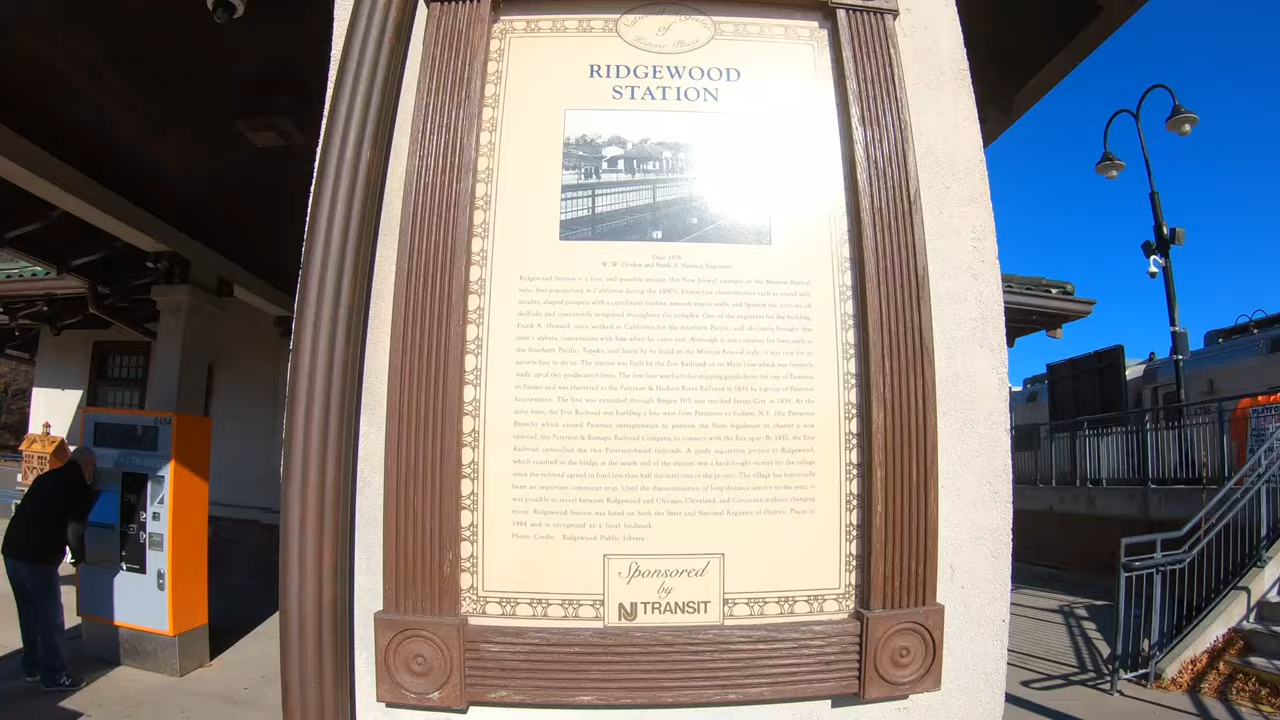 National Register
of
Historic Places
RIDGEWOOD
STATION
Date: 1918
W. W. Drinker and Frank A. Howard, Engineers
Ridgewood Station is a fine, and possibly unique (for New Jersey) example of the Mission Revival
style, first popularized in California during the 1890's. Distinctive characteristics such as round arch
arcades, shaped parapets with a curvilinear outline, smooth stucco walls, and Spanish tile roofs are all
skillfully and consistently integrated throughout the complex. One of the engineers for the building,
Frank A. Howard, once worked in California for the Southern Pacific, and obviously brought that
state's stylistic conventions with him when he came east. Although it was common for lines such as
the Southern Pacific, Topeka, and Santa Fe to build in the Mission Revival style, it was rare for an
eastern line to do so. The station was built by the Erie Railroad on its Main Line which was formerly
made up of two predecessor lines. The first line was built for shipping goods from the city of Paterson
to Passaic and was chartered as the Paterson & Hudson River Railroad in 1831 by a group of Paterson
businessmen. The line was extended through Bergen Hill and reached Jersey City in 1838. At the
same time, the Erie Railroad was building a line west from Piermont to Suffern, N.Y. (the Piermont
Branch) which caused Paterson entrepreneurs to petition the State legislature to charter a new
railroad, the Paterson & Ramapo Railroad Company, to connect with the Erie spur. By 1852, the Erie
Railroad controlled the two Paterson-based railroads. A grade separation project at Ridgewood,
which resulted in the bridge at the south end of the station, was a hard-fought victory for the village
since the railroad agreed to fund less than half the total cost of the project. The village has historically
been an important commuter stop. Until the discontinuation of long distance service to the west, it
was possible to travel between Ridgewood and Chicago, Cleveland, and Cincinnati without changing
trains. Ridgewood Station was listed on both the State and National Registers of Historic Places in
1984 and is recognized as a local landmark.
Photo Credit: Ridgewood Public Library
Sponsored
by
NJ TRANSIT
0484
NJ TRANSIT
PLATFO